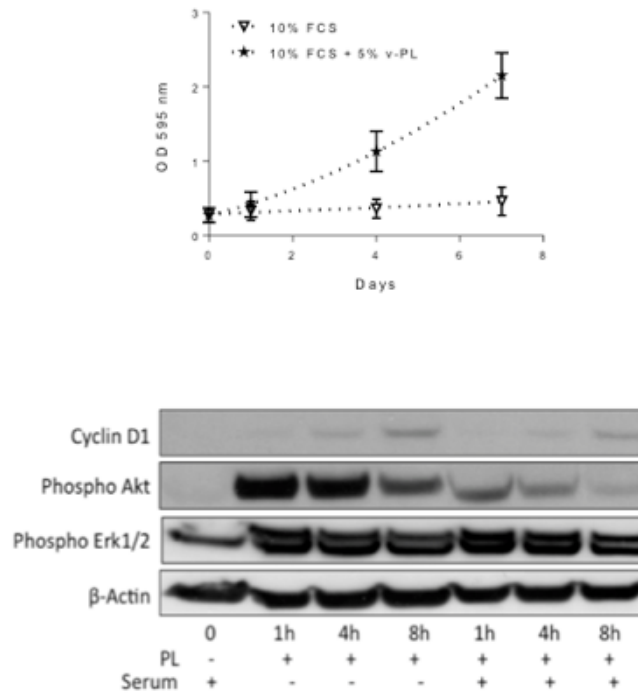 3
10% FCS
10% FCS + 5% v-PL
2
OD 595 nm
1
0
0 2 4 6 8
Days
Cyclin D1
Phospho Akt
Phospho Erk1/2
β-Actin
0 1h 4h 8h 1h 4h 8h
PL - + + + + + +
Serum + - - - + + +